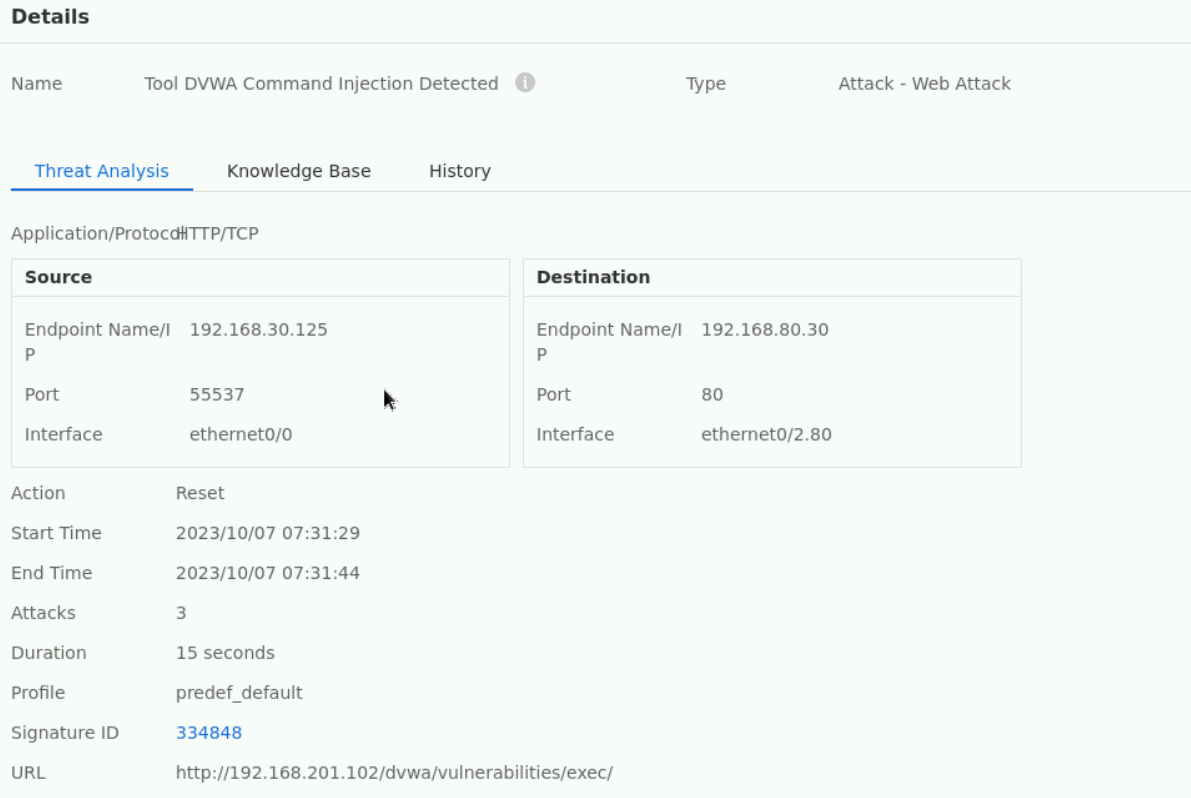 Details
Name Tool DVWA Command Injection Detected Type Attack - Web Attack
Threat Analysis Knowledge Base History
Application/Protocol HTTP/TCP
Source Destination
Endpoint Name/I 192.168.30.125 Endpoint Name/I 192.168.80.30
P P
Port 55537 Port 80
Interface ethernet0/0 Interface ethernet0/2.80
Action Reset
Start Time 2023/10/07 07:31:29
End Time 2023/10/07 07:31:44
Attacks 3
Duration 15 seconds
Profile predef_default
Signature ID 334848
URL http://192.168.201.102/dvwa/vulnerabilities/exec/